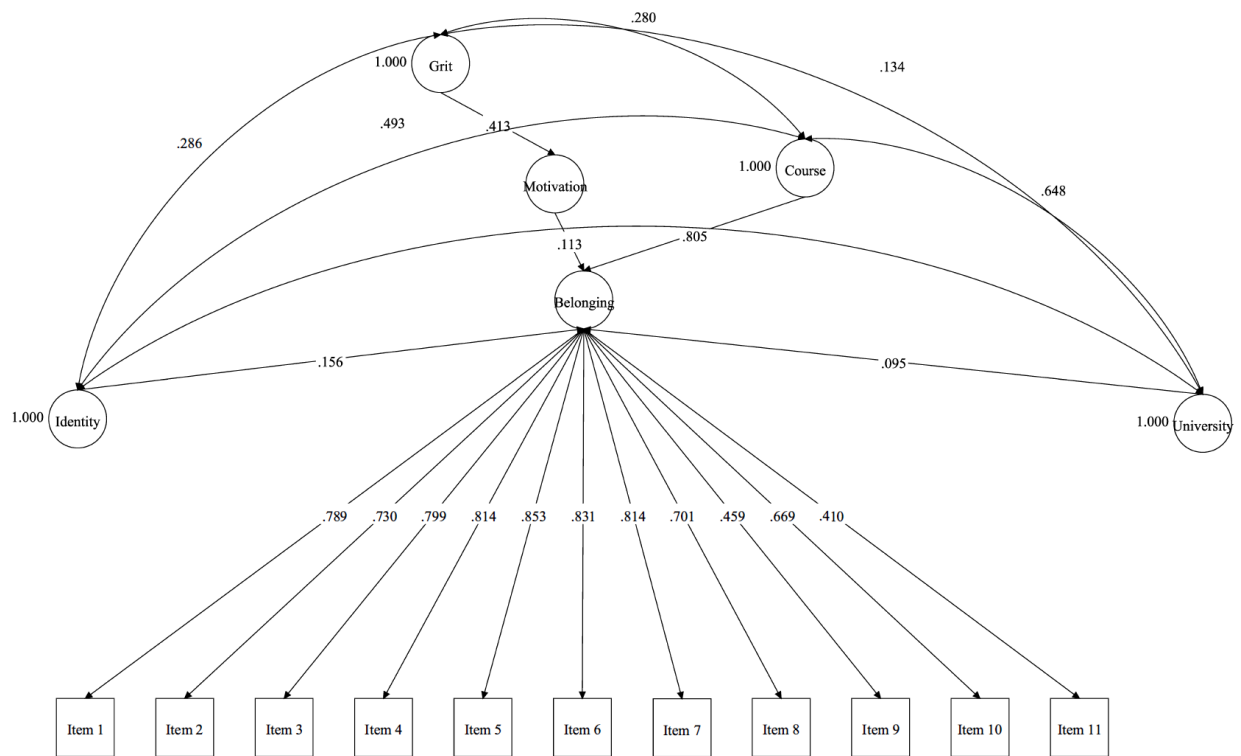 .280
1.000
Grit
.134
.493
.413
.286
1.000
Course
Motivation
.648
.113
.805
Belonging
.156
.095
1.000
Identity
1.000
University
.789
.730
.799
.814
.853
.831
.814
.701
.459
.669
.410
Item 1
Item 2
Item 3
Item 4
Item 5
Item 6
Item 7
Item 8
Item 9
Item 10
Item 11